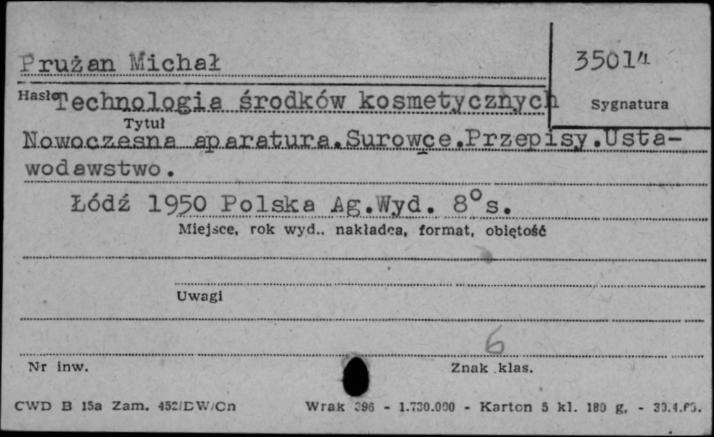 Prużan Michał
35014
Hasło
Technologia środków kosmetycznych
Sygnatura
Tytuł
Nowoczesna aparatura.Surowce.Przepisy.Usta-
wodawstwo.
Łódź 1950 Polska Ag.Wyd. 8°s.
Miejsce, rok wyd.. nakładca, format, objętość
Uwagi
6
Nr inw.
Znak klas.
CWD B 15a Zam. 452/DW/Cn
Wrak 396 - 1.730.000 - Karton 5 kl. 180 g. -